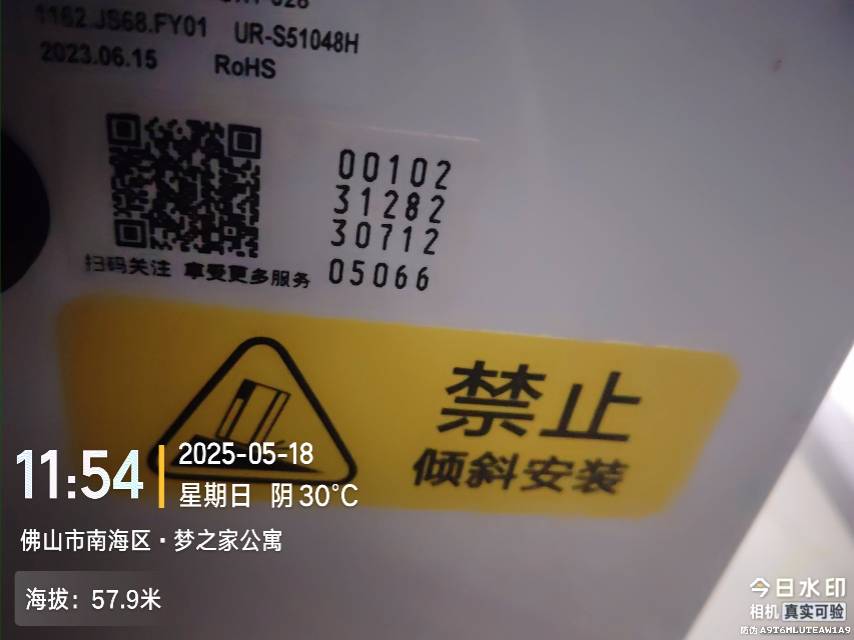 1162.JS68.FY01 UR-S51048H
2023.06.15 RoHS
00102
31282
30712
05066
扫码关注 享受更多服务
禁止
倾斜安装
11:54
2025-05-18
星期日 阴 30°C
佛山市南海区·梦之家公寓
海拔：57.9米
今日水印
相机 真实可验
防伪 A9T6MLUTEAW1A9